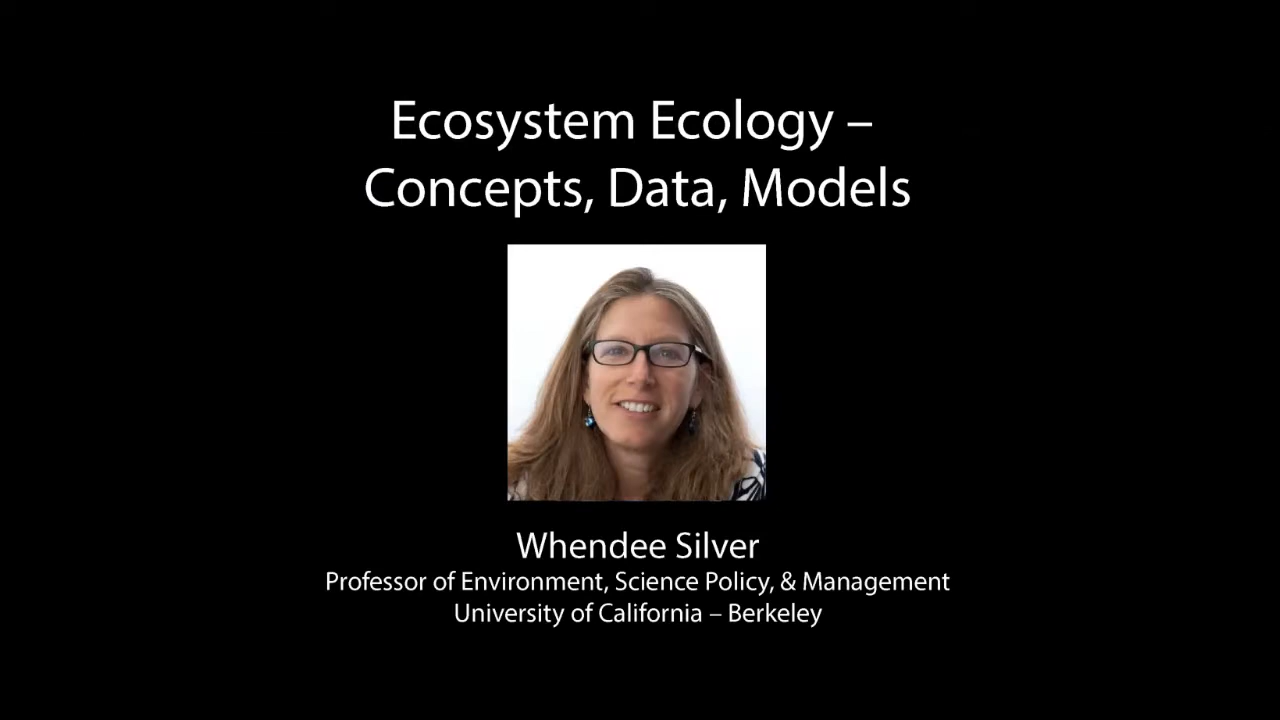 Ecosystem Ecology –
Concepts, Data, Models
Whendee Silver
Professor of Environment, Science Policy, & Management
University of California – Berkeley